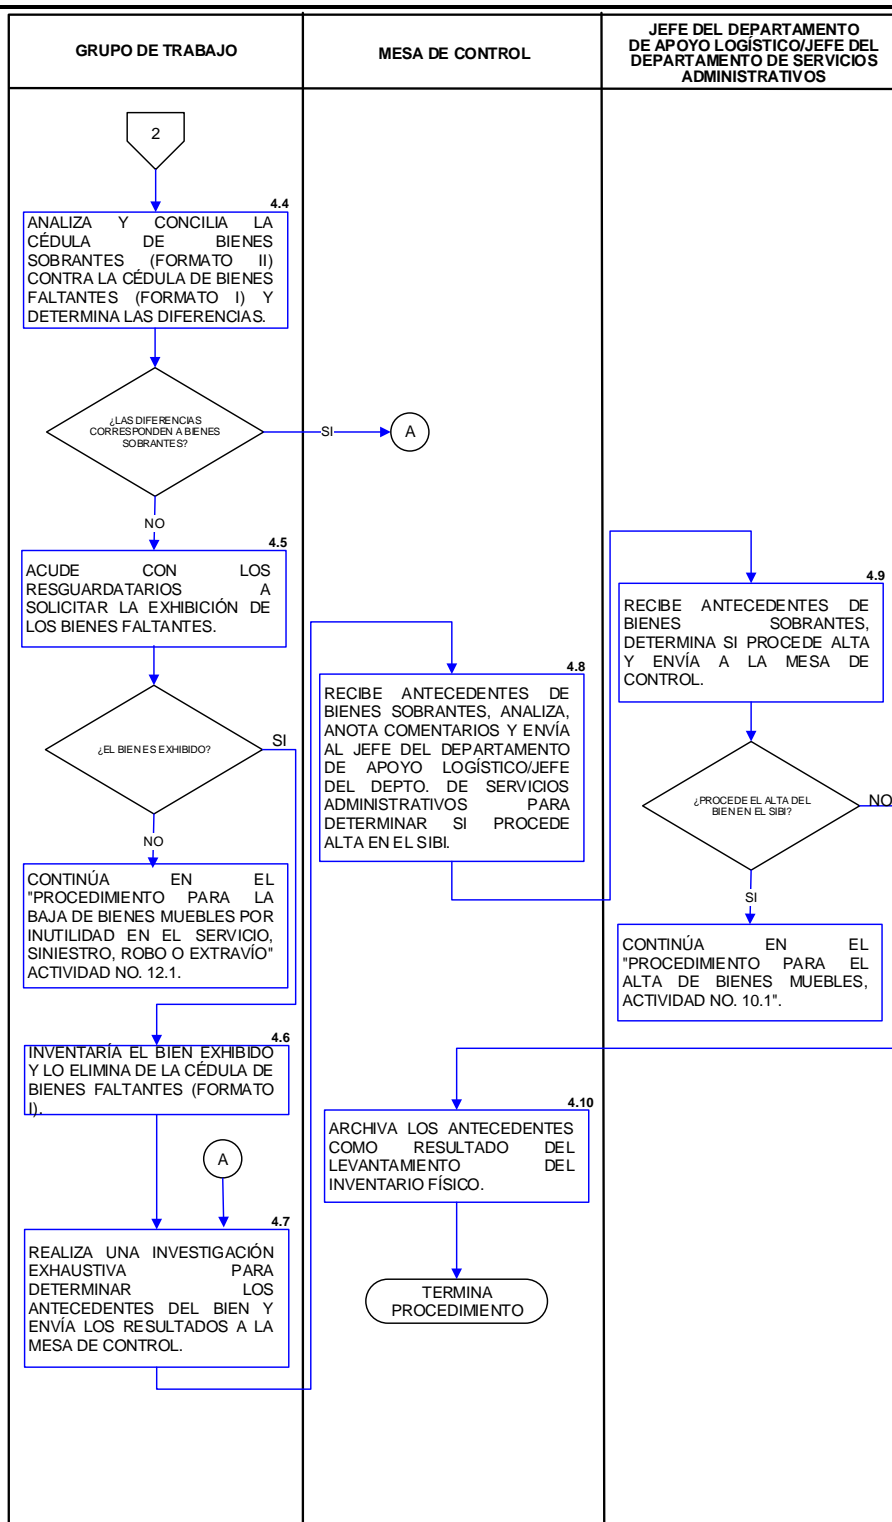 GRUPO DE TRABAJO
MESA DE CONTROL
JEFE DEL DEPARTAMENTO
DE APOYO LOGÍSTICO/JEFE DEL
DEPARTAMENTO DE SERVICIOS
ADMINISTRATIVOS
2
4.4
ANALIZA Y CONCILIA LA
CÉDULA DE BIENES
SOBRANTES (FORMATO II)
CONTRA LA CÉDULA DE BIENES
FALTANTES (FORMATO I) Y
DETERMINA LAS DIFERENCIAS.
¿LAS DIFERENCIAS
CORRESPONDEN A BIENES
SOBRANTES?
SI
A
NO
4.5
ACUDE CON LOS
RESGUARDATARIOS A
SOLICITAR LA EXHIBICIÓN DE
LOS BIENES FALTANTES.
¿EL BIEN ES EXHIBIDO?
SI
NO
CONTINÚA EN EL
"PROCEDIMIENTO PARA LA
BAJA DE BIENES MUEBLES POR
INUTILIDAD EN EL SERVICIO,
SINIESTRO, ROBO O EXTRAVÍO"
ACTIVIDAD NO. 12.1.
4.6
INVENTARÍA EL BIEN EXHIBIDO
Y LO ELIMINA DE LA CÉDULA DE
BIENES FALTANTES (FORMATO
I).
A
4.7
REALIZA UNA INVESTIGACIÓN
EXHAUSTIVA PARA
DETERMINAR LOS
ANTECEDENTES DEL BIEN Y
ENVÍA LOS RESULTADOS A LA
MESA DE CONTROL.
4.8
RECIBE ANTECEDENTES DE
BIENES SOBRANTES, ANALIZA,
ANOTA COMENTARIOS Y ENVÍA
AL JEFE DEL DEPARTAMENTO
DE APOYO LOGÍSTICO/JEFE
DEL DEPTO. DE SERVICIOS
ADMINISTRATIVOS PARA
DETERMINAR SI PROCEDE
ALTA EN EL SIBI.
4.9
RECIBE ANTECEDENTES DE
BIENES SOBRANTES,
DETERMINA SI PROCEDE ALTA
Y ENVÍA A LA MESA DE
CONTROL.
¿PROCEDE EL ALTA DEL
BIEN EN EL SIBI?
NO
SI
CONTINÚA EN EL
"PROCEDIMIENTO PARA EL
ALTA DE BIENES MUEBLES,
ACTIVIDAD NO. 10.1".
4.10
ARCHIVA LOS ANTECEDENTES
COMO RESULTADO DEL
LEVANTAMIENTO DEL
INVENTARIO FÍSICO.
TERMINA
PROCEDIMIENTO